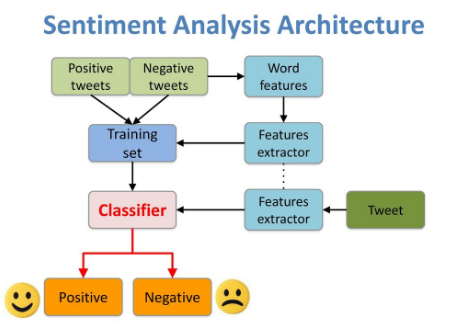 Sentiment Analysis Architecture
Positive
tweets
Negative
tweets
Word
features
Training
set
Features
extractor
Classifier
Features
extractor
Tweet
Positive
Negative